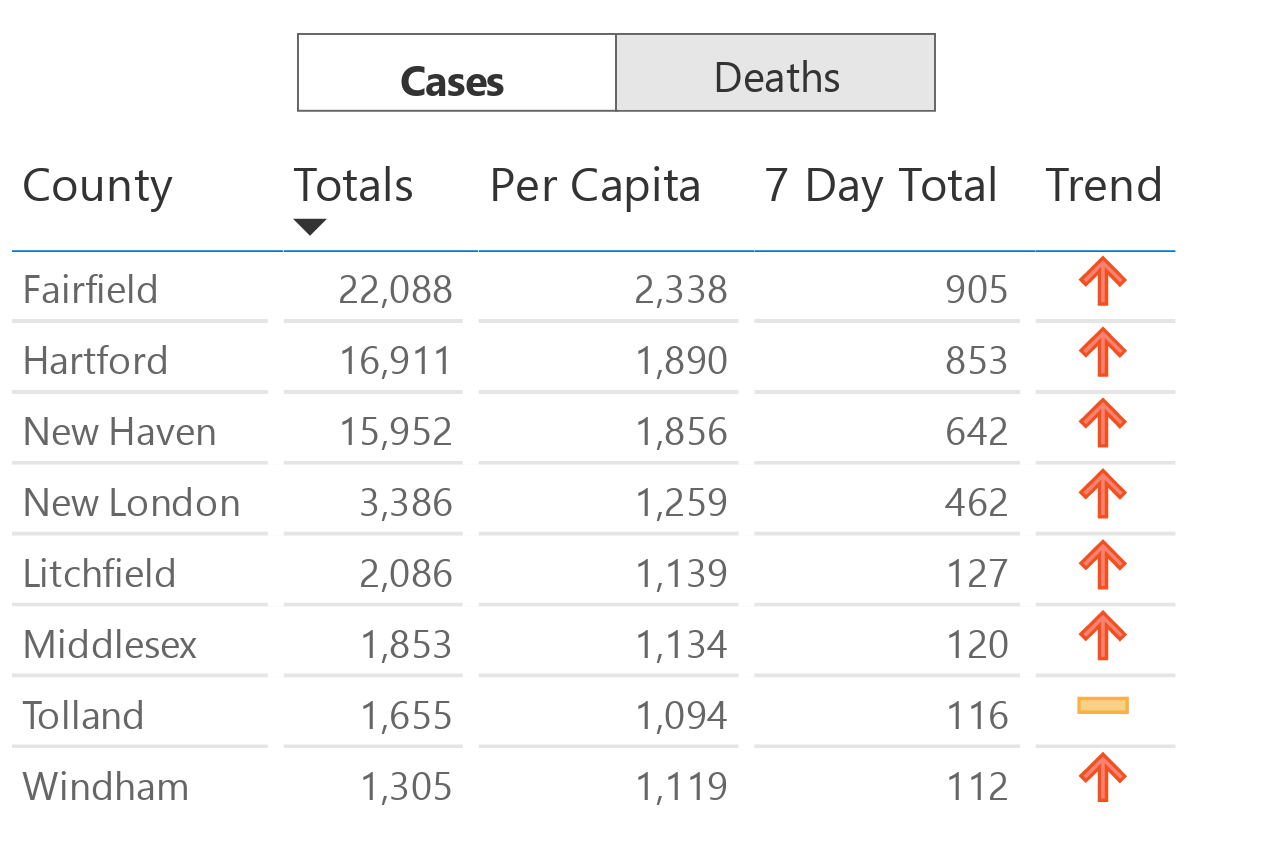 Cases Deaths
County Totals Per Capita 7 Day Total Trend
Fairfield 22,088 2,338 905
Hartford 16,911 1,890 853
New Haven 15,952 1,856 642
New London 3,386 1,259 462
Litchfield 2,086 1,139 127
Middlesex 1,853 1,134 120
Tolland 1,655 1,094 116
Windham 1,305 1,119 112